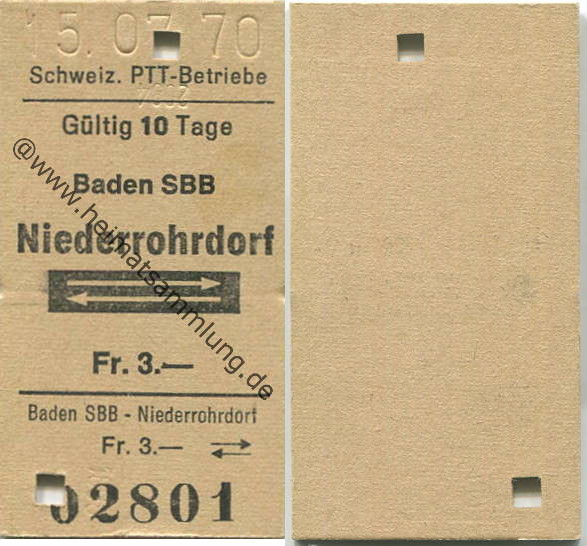 15. 07 70
Schweiz. PTT-Betriebe
Gültig 10 Tage
Baden SBB
Niederrohrdorf
Fr. 3.—
Baden SBB - Niederrohrdorf
Fr. 3.—
02801
@www.heimatsammlung.de